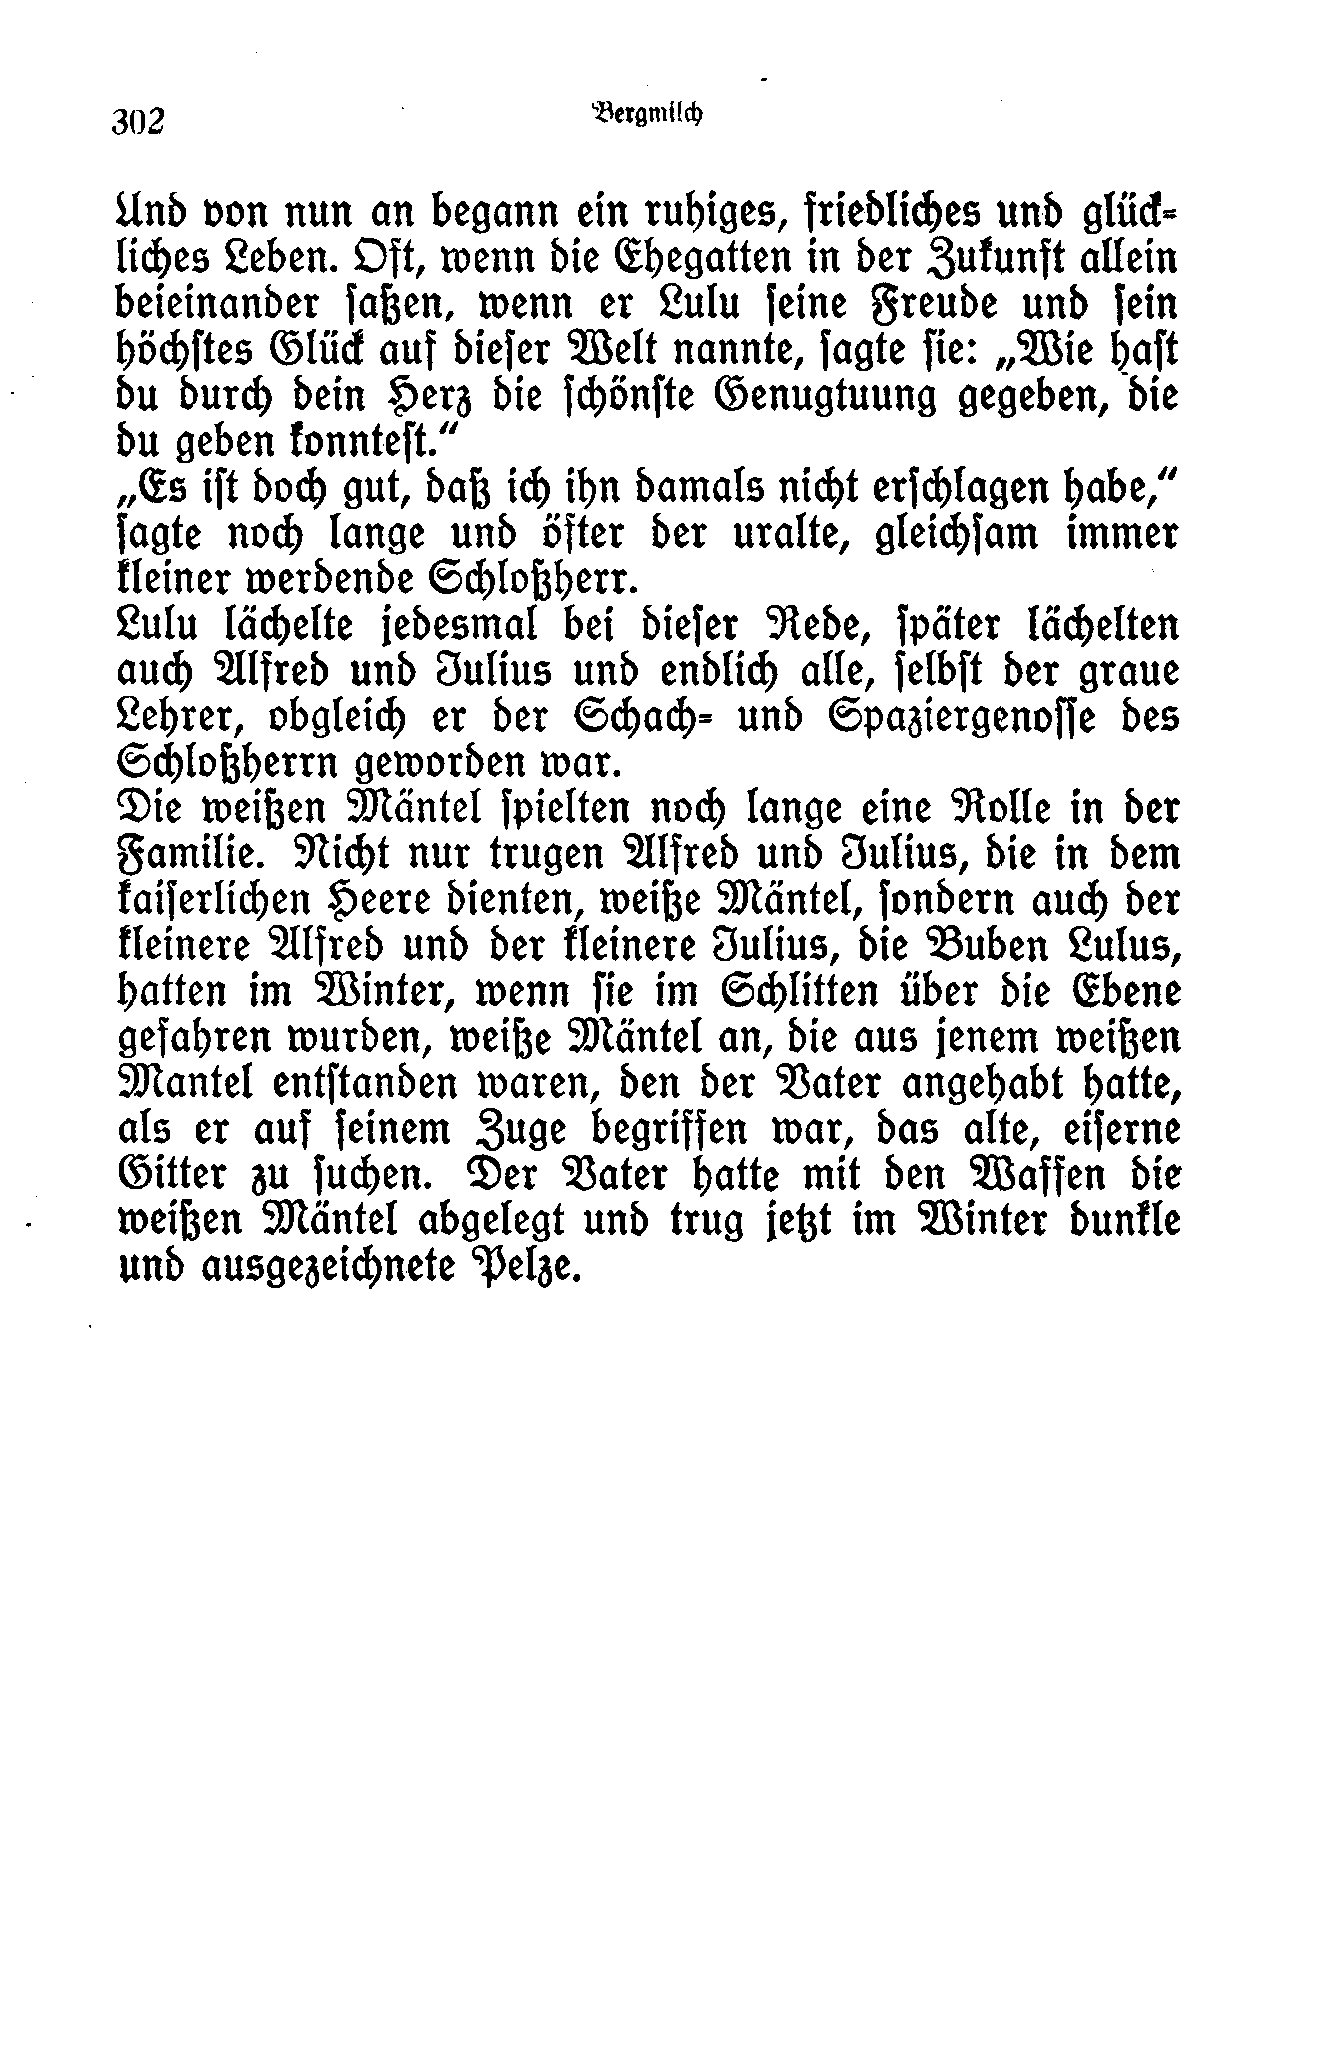 302
Bergmilch
Und von nun an begann ein ruhiges, friedliches und glück=
liches Leben. Oft, wenn die Ehegatten in der Zukunft allein
beieinander ſaßen, wenn er Lulu ſeine Freude und ſein
höchſtes Glück auf dieſer Welt nannte, ſagte ſie: „Wie haſt
du durch dein Herz die ſchönſte Genugtuung gegeben, die
du geben konnteſt.“
„Es iſt doch gut, daß ich ihn damals nicht erſchlagen habe,“
ſagte noch lange und öfter der uralte, gleichſam immer
kleiner werdende Schloßherr.
Lulu lächelte jedesmal bei dieſer Rede, ſpäter lächelten
auch Alfred und Julius und endlich alle, ſelbſt der graue
Lehrer, obgleich er der Schach= und Spaziergenoſſe des
Schloßherrn geworden war.
Die weißen Mäntel ſpielten noch lange eine Rolle in der
Familie. Nicht nur trugen Alfred und Julius, die in dem
kaiſerlichen Heere dienten, weiße Mäntel, ſondern auch der
kleinere Alfred und der kleinere Julius, die Buben Lulus,
hatten im Winter, wenn ſie im Schlitten über die Ebene
gefahren wurden, weiße Mäntel an, die aus jenem weißen
Mantel entſtanden waren, den der Vater angehabt hatte,
als er auf ſeinem Zuge begriffen war, das alte, eiſerne
Gitter zu ſuchen. Der Vater hatte mit den Waffen die
weißen Mäntel abgelegt und trug jetzt im Winter dunkle
und ausgezeichnete Pelze.